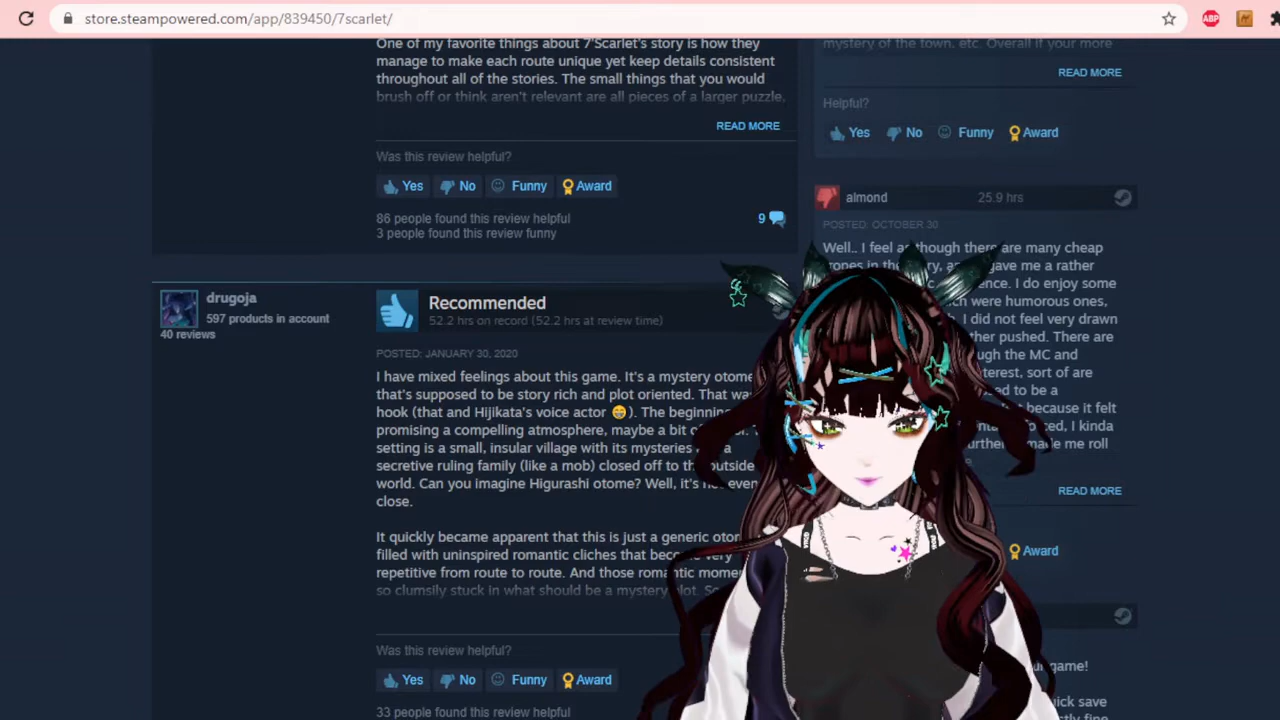 store.steampowered.com/app/839450/7scarlet/
ABP
One of my favorite things about 7'Scarlet's story is how they
manage to make each route unique yet keep details consistent
throughout all of the stories. The small things that you would
brush off or think aren't relevant are all pieces of a larger puzzle.
READ MORE
Was this review helpful?
Yes
No
Funny
Award
86 people found this review helpful
3 people found this review funny
9
drugoja
597 products in account
40 reviews
Recommended
52.2 hrs on record (52.2 hrs at review time)
POSTED: JANUARY 30, 2020
I have mixed feelings about this game. It's a mystery otome
that's supposed to be story rich and plot oriented. That was
hook (that and Hijikata's voice actor 😁). The beginning
promising a compelling atmosphere, maybe a bit
setting is a small, insular village with its mysteries
secretive ruling family (like a mob) closed off to the outside
world. Can you imagine Higurashi otome? Well, it's not even
close.
It quickly became apparent that this is just a generic
filled with uninspired romantic cliches that become very
repetitive from route to route. And those romantic
so clumsily stuck in what should be a mystery plot.
Was this review helpful?
Yes
No
Funny
Award
33 people found this review helpful
mystery of the town, etc. Overall if your more
READ MORE
Helpful?
Yes
No
Funny
Award
almond
25.9 hrs
POSTED: OCTOBER 30
Well.. I feel as though there are many cheap
gave me a rather
I do enjoy some
which were humorous ones,
I did not feel very drawn
pushed. There are
the MC and
interest, sort of are
to be a
because it felt
I kinda
made me roll
READ MORE
Award
game!
quick save
fine